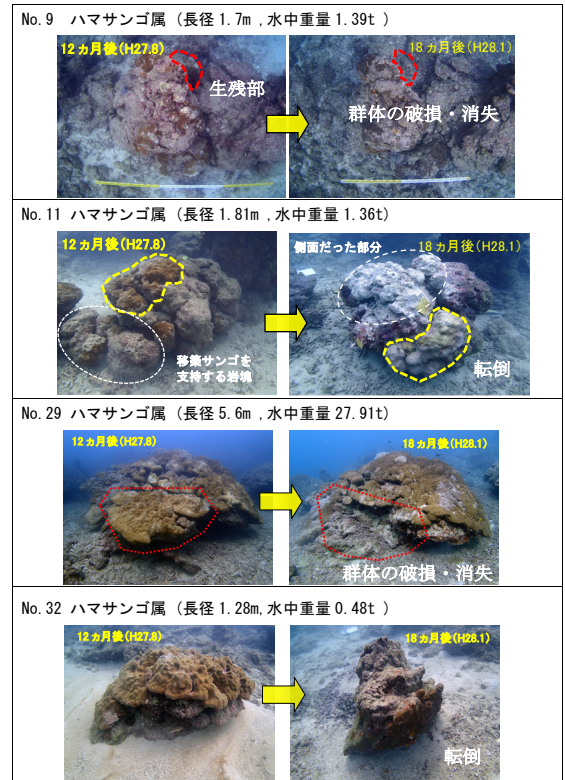 No.9 ハマサンゴ属 (長径 1.7m ,水中重量 1.39t )
12ヵ月後(H27.8)
生残部
18ヵ月後(H28.1)
群体の破損・消失
No.11 ハマサンゴ属 (長径 1.81m ,水中重量 1.36t)
12ヵ月後(H27.8)
移築サンゴを
支持する岩塊
側面だった部分
18ヵ月後(H28.1)
転倒
No.29 ハマサンゴ属 (長径 5.6m ,水中重量 27.91t)
12ヵ月後(H27.8)
18ヵ月後(H28.1)
群体の破損・消失
No.32 ハマサンゴ属 (長径 1.28m,水中重量 0.48t )
12ヵ月後(H27.8)
18ヵ月後(H28.1)
転倒